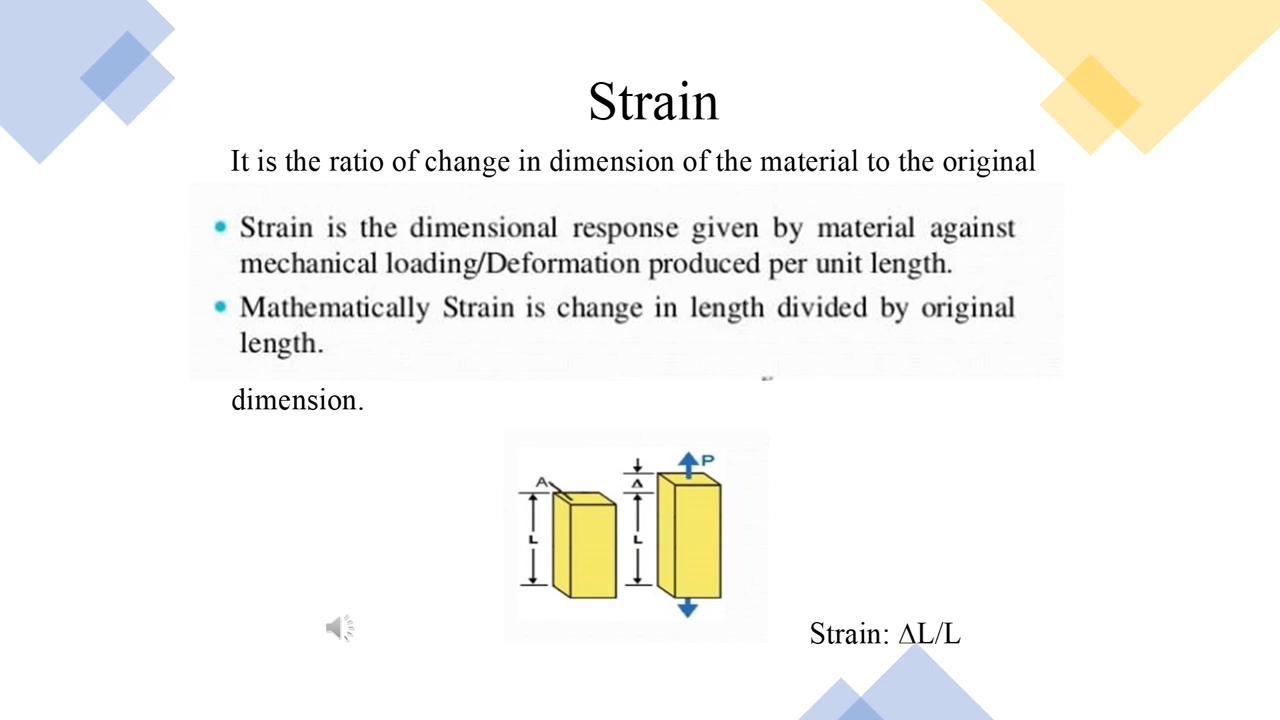 Strain
It is the ratio of change in dimension of the material to the original
• Strain is the dimensional response given by material against
mechanical loading/Deformation produced per unit length.
• Mathematically Strain is change in length divided by original
length.
dimension.
P
A
Δ
L
L
Strain: ΔL/L